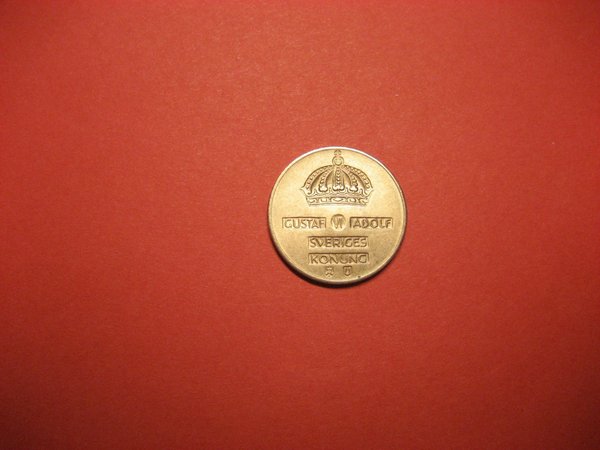 GUSTAF VI ADOLF
SVERIGES
KONUNG